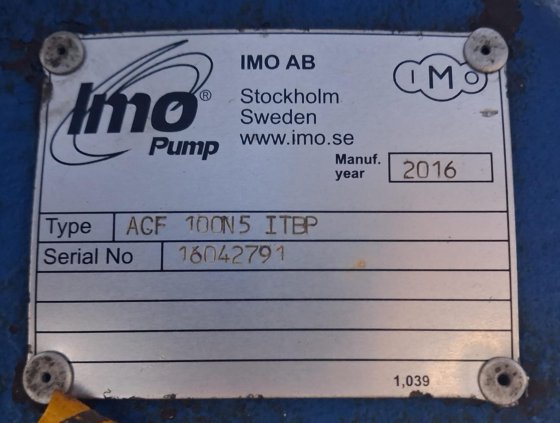 Imo®
Pump
IMO AB
Stockholm
Sweden
www.imo.se
IMO
Manuf. year 2016
Type ACF 100N5 ITBP
Serial No 16042791
1,039